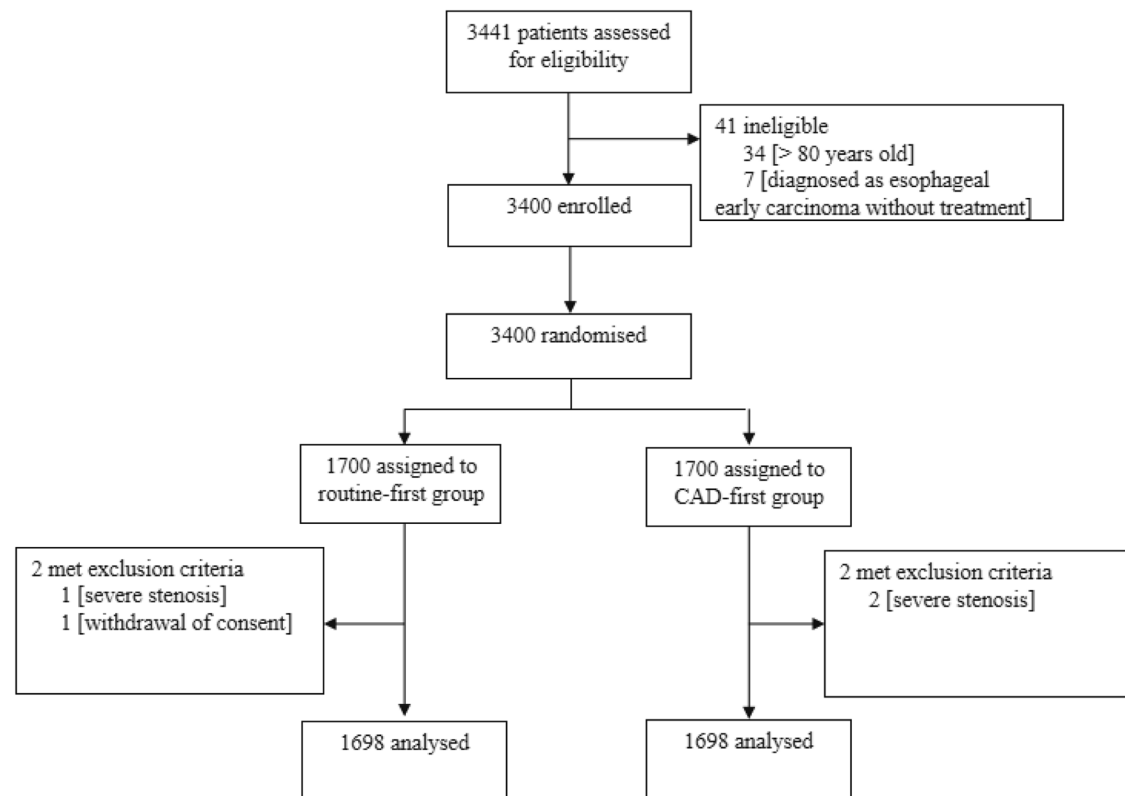 3441 patients assessed
for eligibility
41 ineligible
34 [> 80 years old]
7 [diagnosed as esophageal
early carcinoma without treatment]
3400 enrolled
3400 randomised
1700 assigned to
routine-first group
1700 assigned to
CAD-first group
2 met exclusion criteria
1 [severe stenosis]
1 [withdrawal of consent]
2 met exclusion criteria
2 [severe stenosis]
1698 analysed
1698 analysed